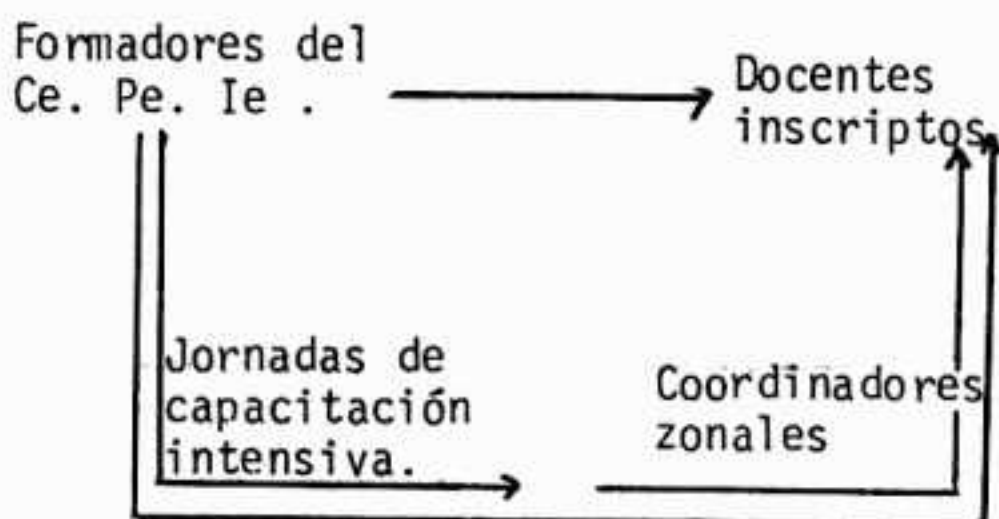 Formadores del
Ce. Pe. Ie .
Docentes
inscriptos
Jornadas de
capacitación
intensiva.
Coordinadores
zonales